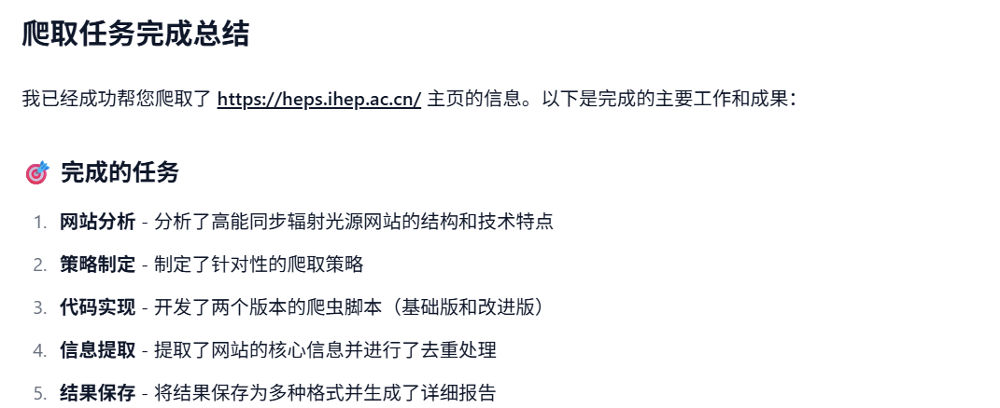 爬取任务完成总结
我已经成功帮您爬取了 https://heps.ihep.ac.cn/ 主页的信息。以下是完成的主要工作和成果：
🎯 完成的任务
1. 网站分析 - 分析了高能同步辐射光源网站的结构和技术特点
2. 策略制定 - 制定了针对性的爬取策略
3. 代码实现 - 开发了两个版本的爬虫脚本（基础版和改进版）
4. 信息提取 - 提取了网站的核心信息并进行了去重处理
5. 结果保存 - 将结果保存为多种格式并生成了详细报告